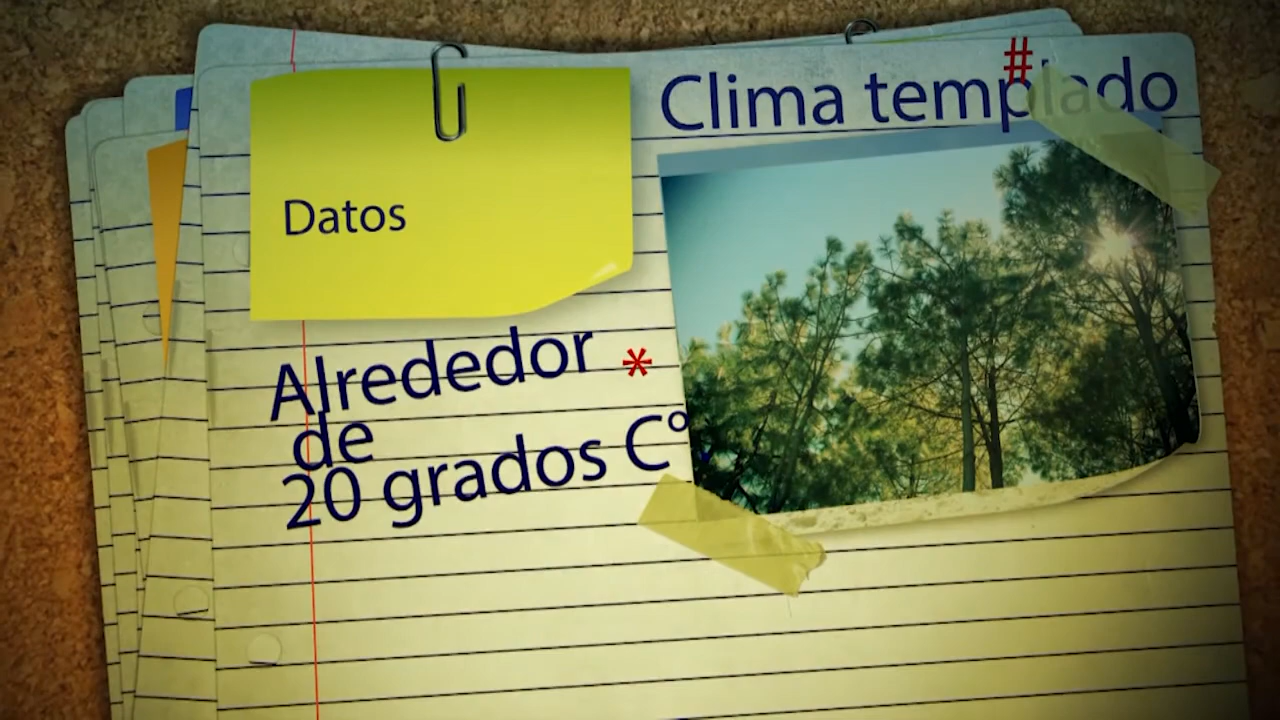 Clima templado
#
Datos
Alrededor *
de
20 grados C°